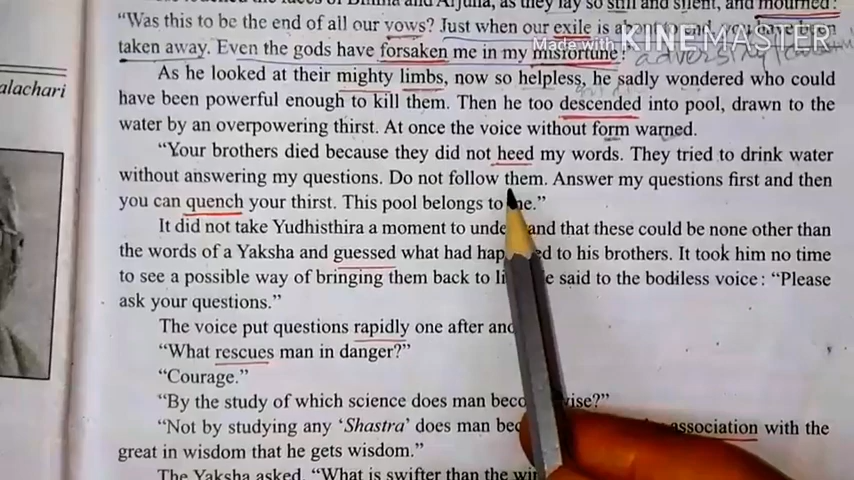 touched the faces of Bhima and Arjuna, as they lay so still and silent, and mourned:
"Was this to be the end of all our vows? Just when our exile is about to end, you have been
Made with KINEMASTER
taken away. Even the gods have forsaken me in my misfortune!"
alachari
As he looked at their mighty limbs, now so helpless, he sadly wondered who could
have been powerful enough to kill them. Then he too descended into pool, drawn to the
water by an overpowering thirst. At once the voice without form warned.
"Your brothers died because they did not heed my words. They tried to drink water
without answering my questions. Do not follow them. Answer my questions first and then
you can quench your thirst. This pool belongs to me."
It did not take Yudhisthira a moment to understand that these could be none other than
the words of a Yaksha and guessed what had happened to his brothers. It took him no time
to see a possible way of bringing them back to li said to the bodiless voice : "Please
ask your questions."
The voice put questions rapidly one after
"What rescues man in danger?"
"Courage."
"By the study of which science does man become wise?"
"Not by studying any 'Shastra' does man association with the
great in wisdom that he gets wisdom."
The Yaksha asked, "What is swifter than the